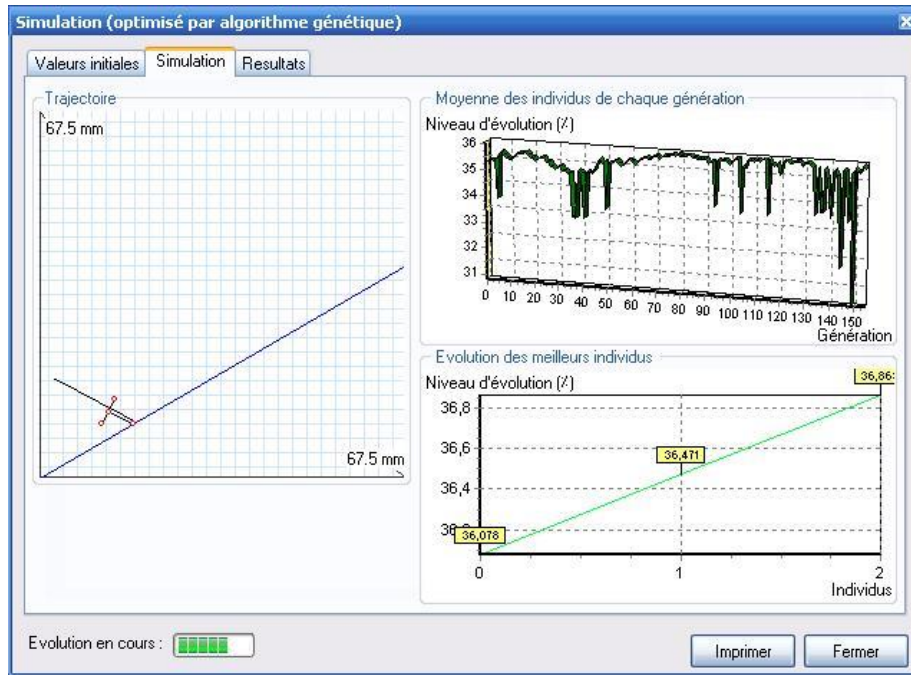 Simulation (optimisé par algorithme génétique)
Valeurs initiales Simulation Resultats
Trajectoire
67.5 mm
67.5 mm
Moyenne des individus de chaque génération
Niveau d'évolution (%)
36
35
34
33
32
31
0 10 20 30 40 50 60 70 80 90 100 110 120 130 140 150
Génération
Evolution des meilleurs individus
Niveau d'évolution (%)
36,8
36,6
36,4
36,078
36,471
0 1 2
Individus
Evolution en cours :
Imprimer Fermer